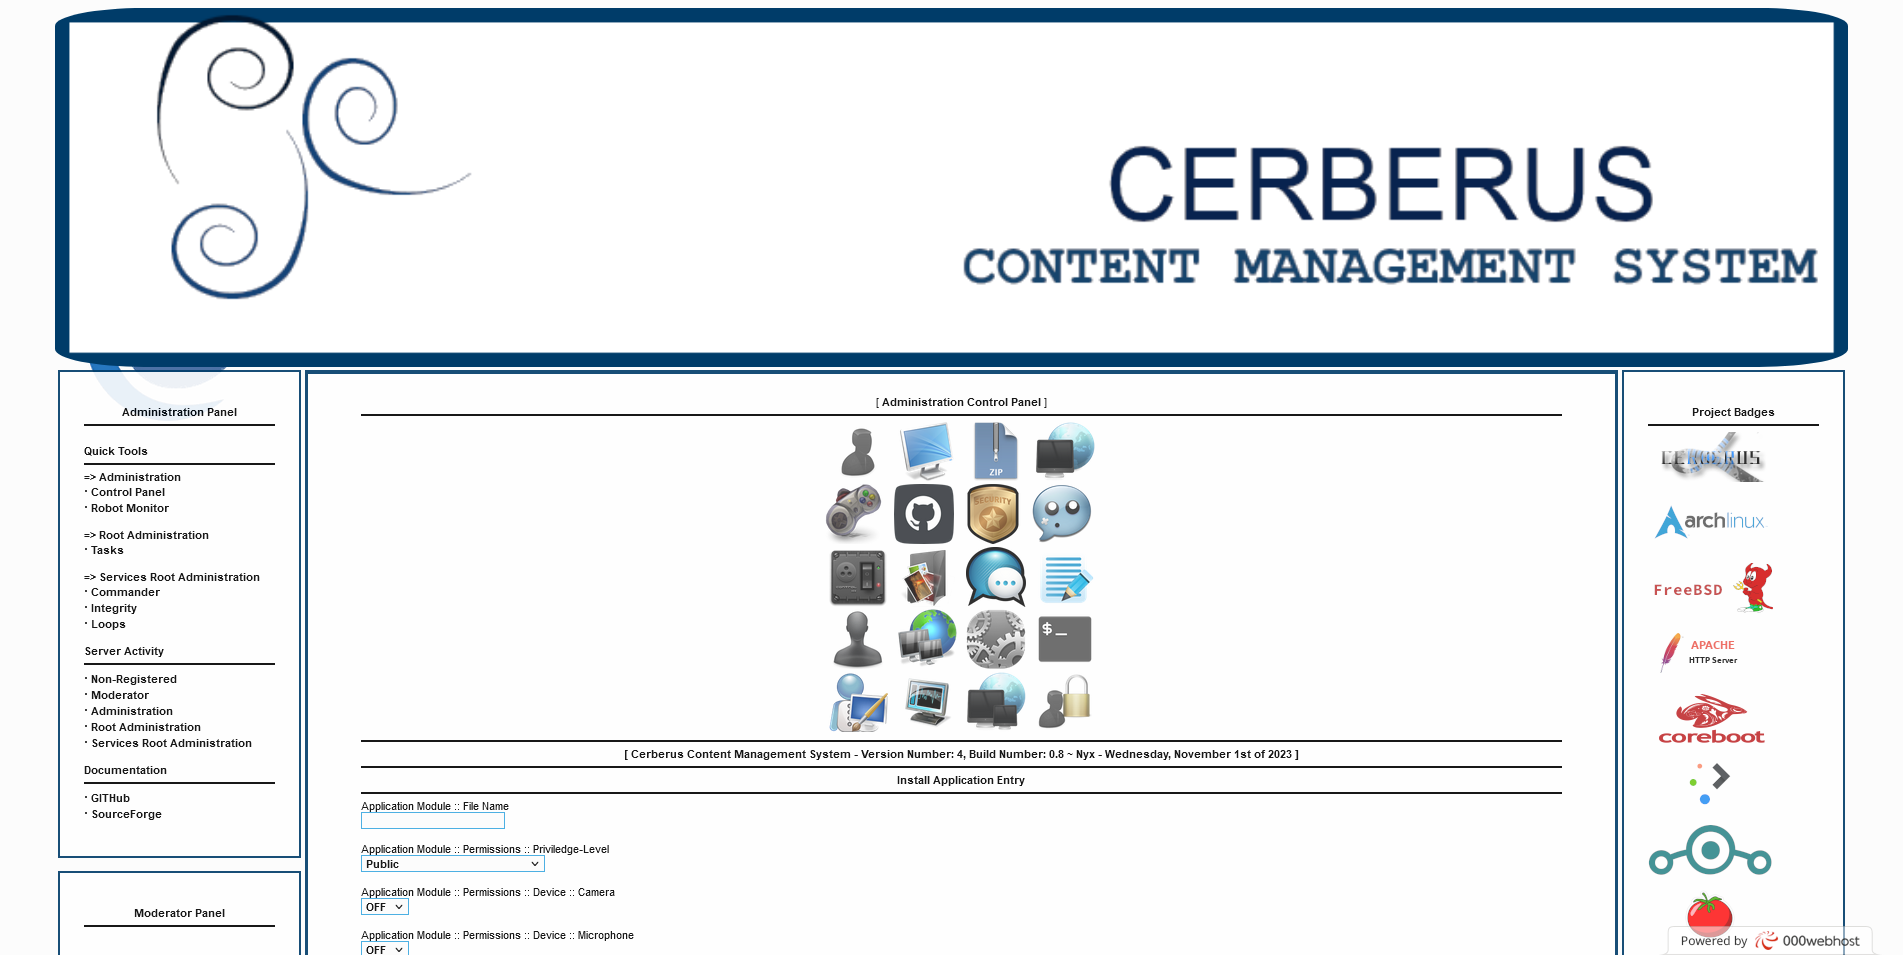 CERBERUS
CONTENT MANAGEMENT SYSTEM
Administration Panel
Quick Tools
=> Administration
· Control Panel
· Robot Monitor
=> Root Administration
· Tasks
=> Services Root Administration
· Commander
· Integrity
· Loops
Server Activity
· Non-Registered
· Moderator
· Administration
· Root Administration
· Services Root Administration
Documentation
· GITHub
· SourceForge
Moderator Panel
[ Administration Control Panel ]
ZIP
SECURITY
$_
[ Cerberus Content Management System - Version Number: 4, Build Number: 0.8 ~ Nyx - Wednesday, November 1st of 2023 ]
Install Application Entry
Application Module :: File Name
Application Module :: Permissions :: Priviledge-Level
Public
Application Module :: Permissions :: Device :: Camera
OFF
Application Module :: Permissions :: Device :: Microphone
OFF
Project Badges
CERBERUS
archlinux
FreeBSD
APACHE
HTTP Server
coreboot
Powered by 000webhost